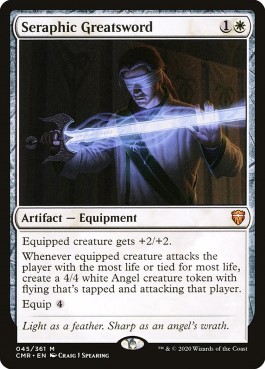 Seraphic Greatsword 1
Artifact — Equipment
Equipped creature gets +2/+2.
Whenever equipped creature attacks the
player with the most life or tied for most life,
create a 4/4 white Angel creature token with
flying that's tapped and attacking that player.
Equip 4
Light as a feather. Sharp as an angel's wrath.
045/361 M
CMR • EN Craig J Spearing
™ & © 2020 Wizards of the Coast